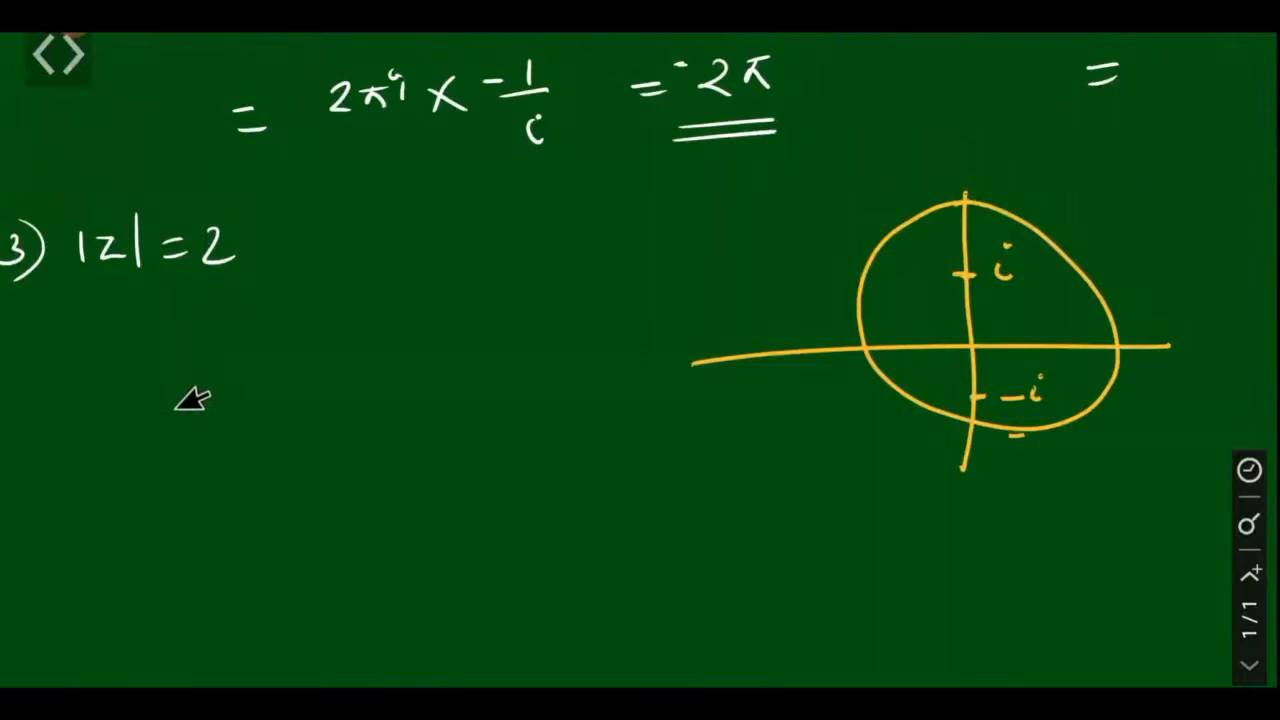 = 2πi × -1/i = -2π =
3) |z| = 2
i
-i
1/1